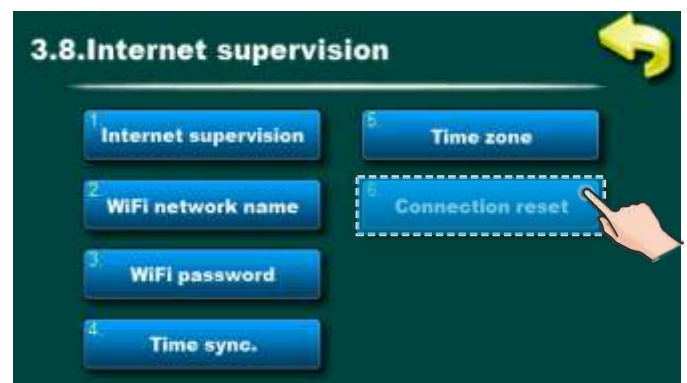 3.8.Internet supervision
1. Internet supervision
2. WiFi network name
3. WiFi password
4. Time sync.
5. Time zone
6. Connection reset